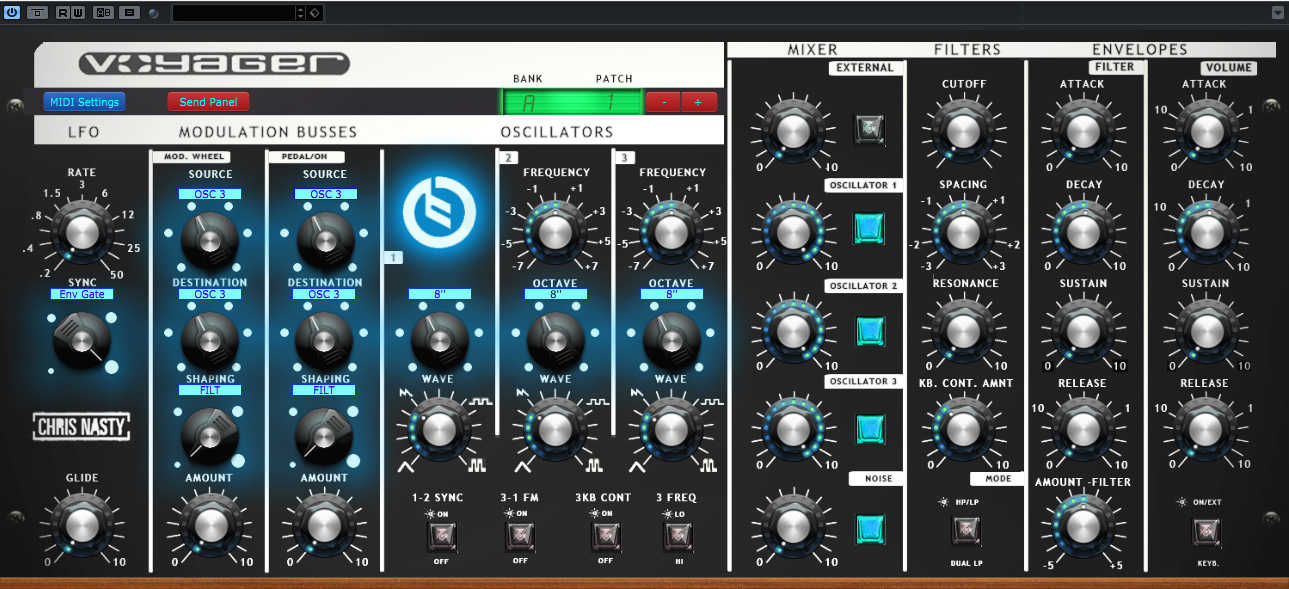 R W
A B
VOYAGER
MIXER FILTERS ENVELOPES
EXTERNAL FILTER VOLUME
BANK PATCH
MIDI Settings Send Panel A 1 - +
LFO MODULATION BUSSES OSCILLATORS
CUTOFF ATTACK ATTACK
10 1
0 10 0 10 0 10 0 10
MOD. WHEEL PEDAL/ON 2 3
RATE SOURCE SOURCE FREQUENCY FREQUENCY
OSC 3 OSC 3
OSCILLATOR 1 SPACING DECAY DECAY
.2 .4 .8 1.5 3 6 12 25 50
-7 -5 -3 -1 +1 +3 +5 +7
-7 -5 -3 -1 +1 +3 +5 +7
0 10
-3 -2 -1 +1 +2 +3
0 10
10 1
0 10
1
SYNC DESTINATION DESTINATION OCTAVE OCTAVE
Env Gate OSC 3 OSC 3 8'' 8'' 8''
OSCILLATOR 2 RESONANCE SUSTAIN SUSTAIN
0 10 0 10 0 10 0 10
SHAPING SHAPING WAVE WAVE WAVE
FILT FILT
OSCILLATOR 3 KB. CONT. AMNT RELEASE RELEASE
10 1 10 1
0 10 0 10 0 10 0 10
CHRIS NASTY
GLIDE AMOUNT AMOUNT
0 10 0 10 0 10
1-2 SYNC 3-1 FM 3KB CONT 3 FREQ
ON ON ON LO
OFF OFF OFF HI
NOISE MODE AMOUNT -FILTER
0 10
HP/LP
DUAL LP
-5 +5
ON/EXT
KEYB.